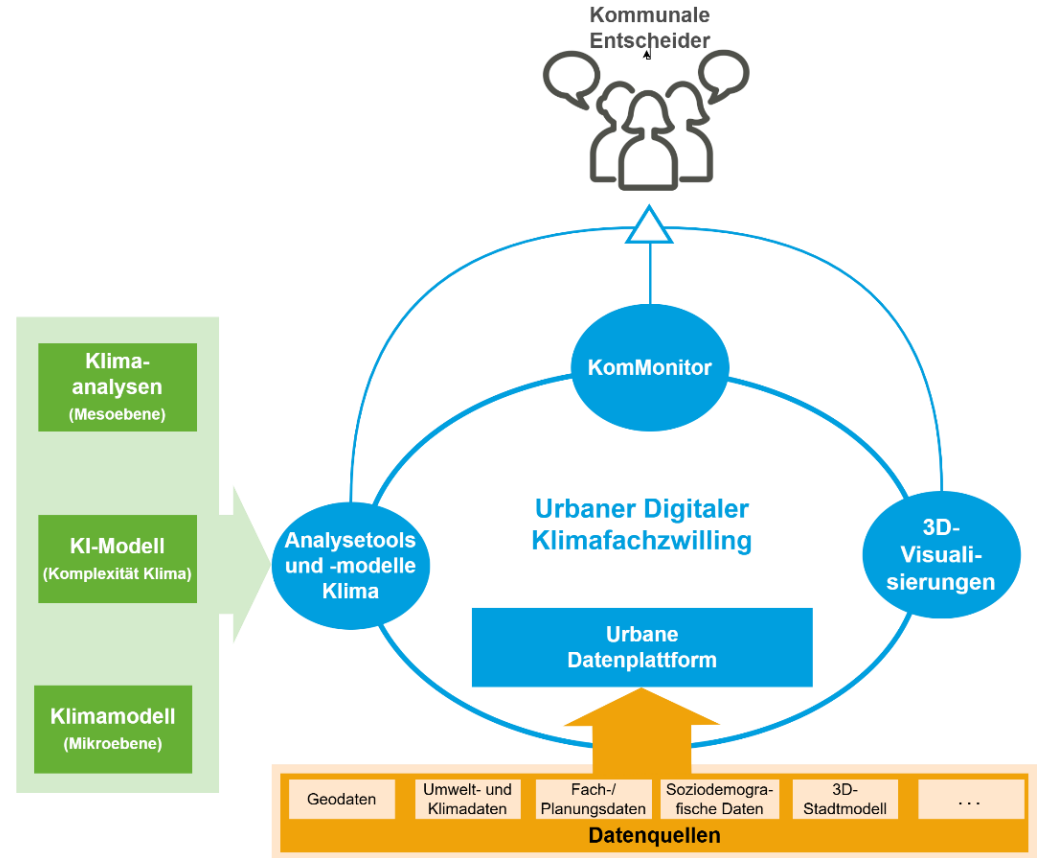 Kommunale
Entscheider
KomMonitor
Klima-
analysen
(Mesoebene)
KI-Modell
(Komplexität Klima)
Klimamodell
(Mikroebene)
Analysetools
und -modelle
Klima
Urbaner Digitaler
Klimafachzwilling
3D-
Visuali-
sierungen
Urbane
Datenplattform
Geodaten
Umwelt- und
Klimadaten
Fach-/
Planungsdaten
Soziodemogra-
fische Daten
3D-
Stadtmodell
...
Datenquellen